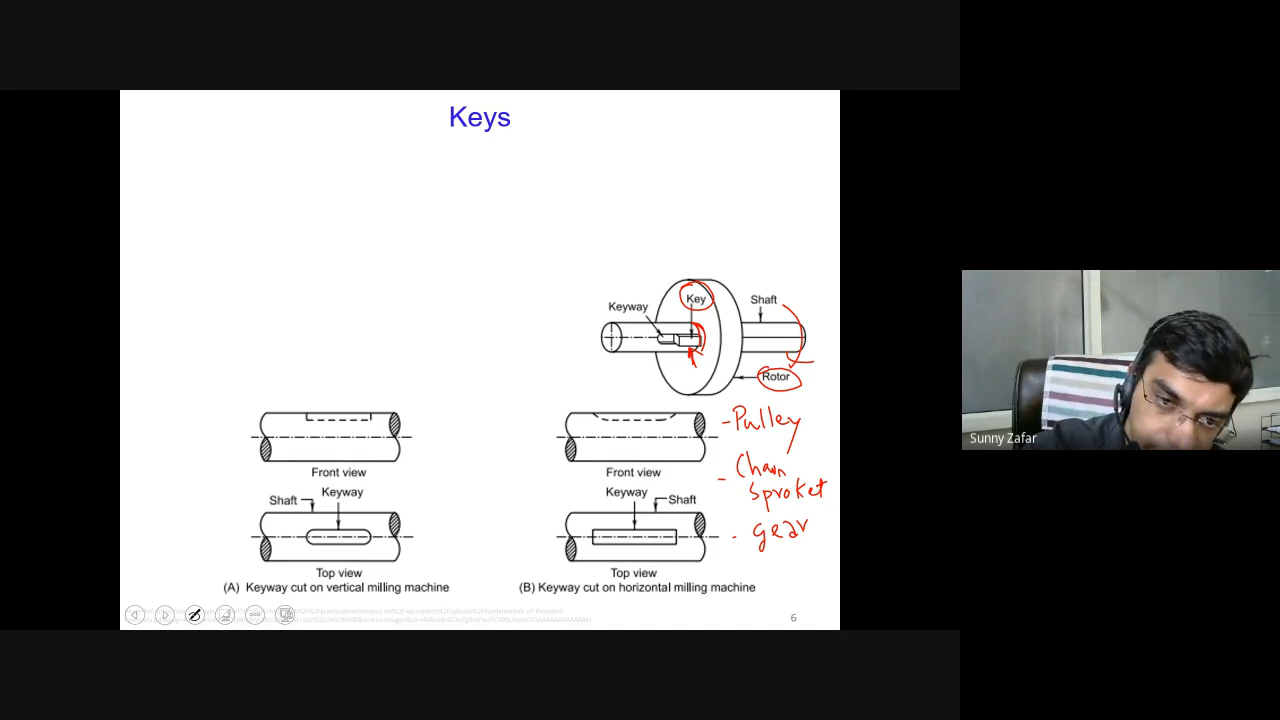 Keys
Key
Shaft
Keyway
Rotor
- Pulley
- Chain
Sproket
- gear
Front view
Front view
Shaft
Keyway
Keyway
Shaft
Top view
Top view
(A) Keyway cut on vertical milling machine
(B) Keyway cut on horizontal milling machine
6
Sunny Zafar